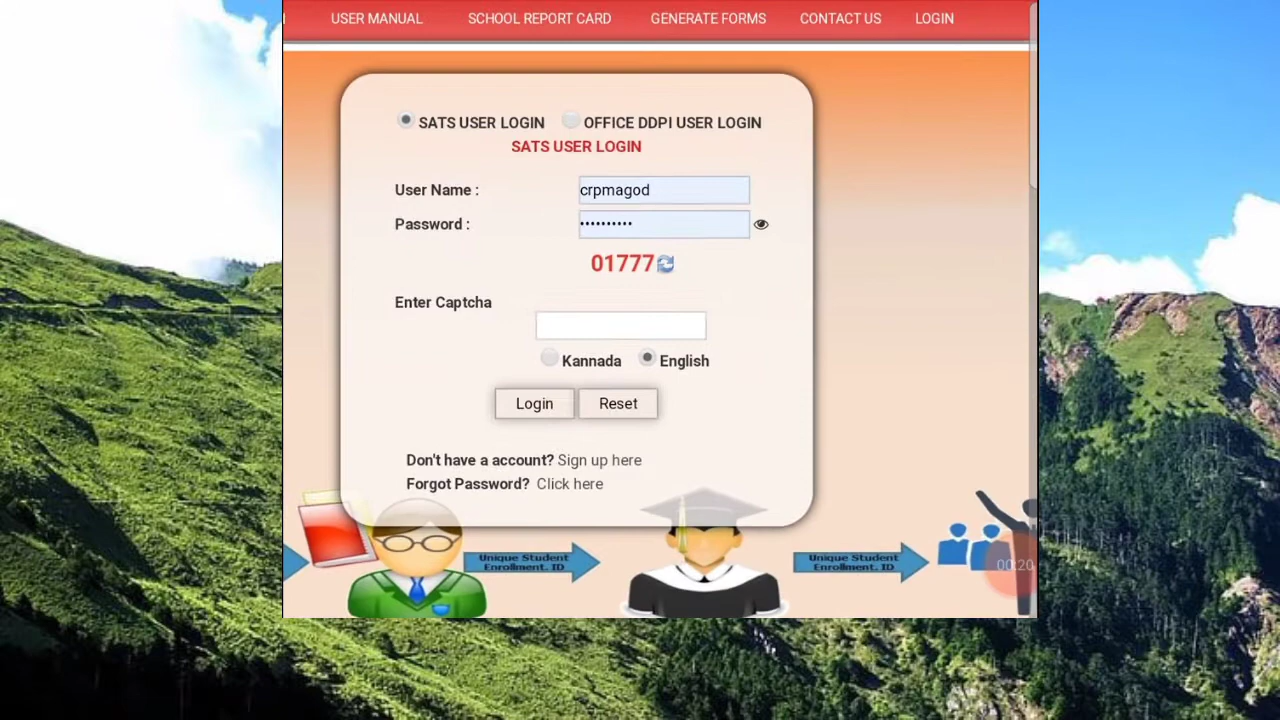 USER MANUAL SCHOOL REPORT CARD GENERATE FORMS CONTACT US LOGIN
SATS USER LOGIN OFFICE DDPI USER LOGIN
SATS USER LOGIN
User Name : crpmagod
Password : ••••••••••
01777
Enter Captcha
Kannada English
Login Reset
Don't have a account? Sign up here
Forgot Password? Click here
Unique Student
Enrollment. ID
Unique Student
Enrollment. ID
00:20